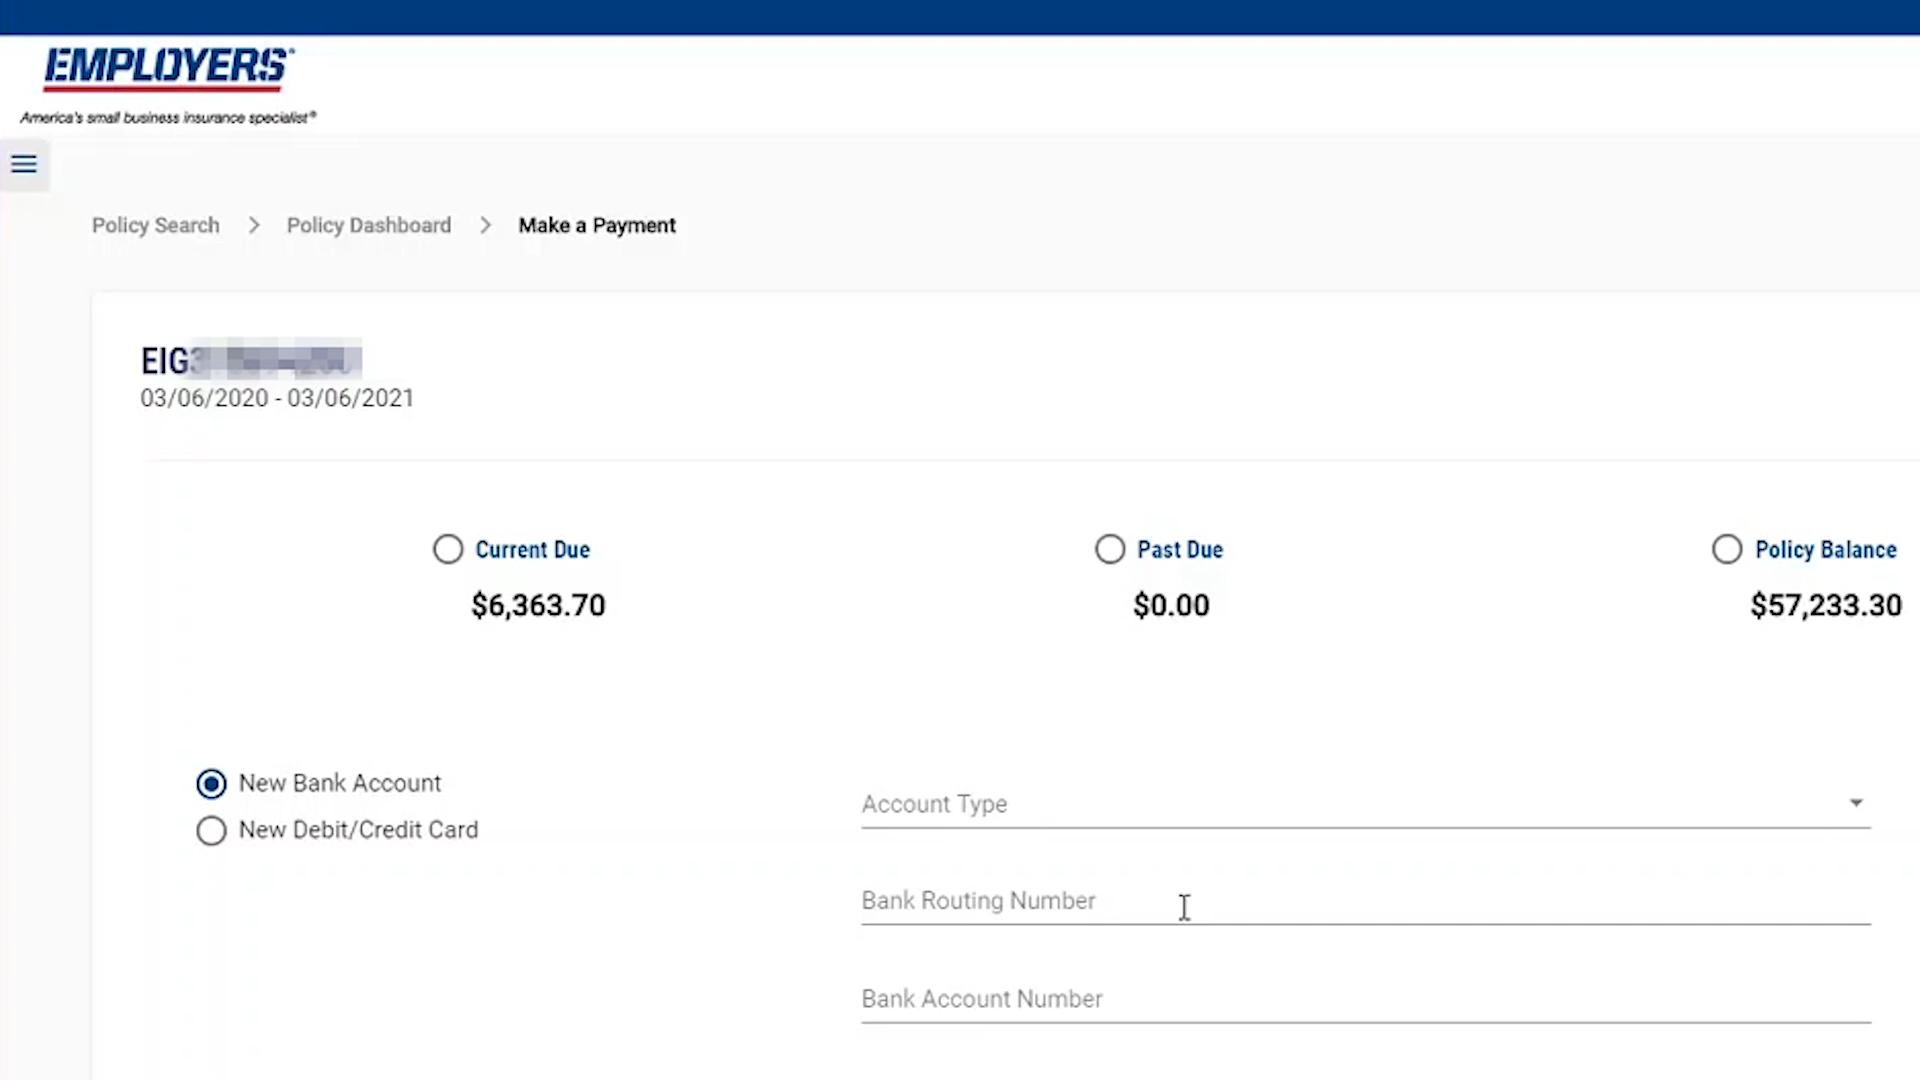 EMPLOYERS®
America's small business insurance specialist®
Policy Search > Policy Dashboard > Make a Payment
EIG3
03/06/2020 - 03/06/2021
Current Due Past Due Policy Balance
$6,363.70 $0.00 $57,233.30
New Bank Account
Account Type
New Debit/Credit Card
Bank Routing Number
Bank Account Number